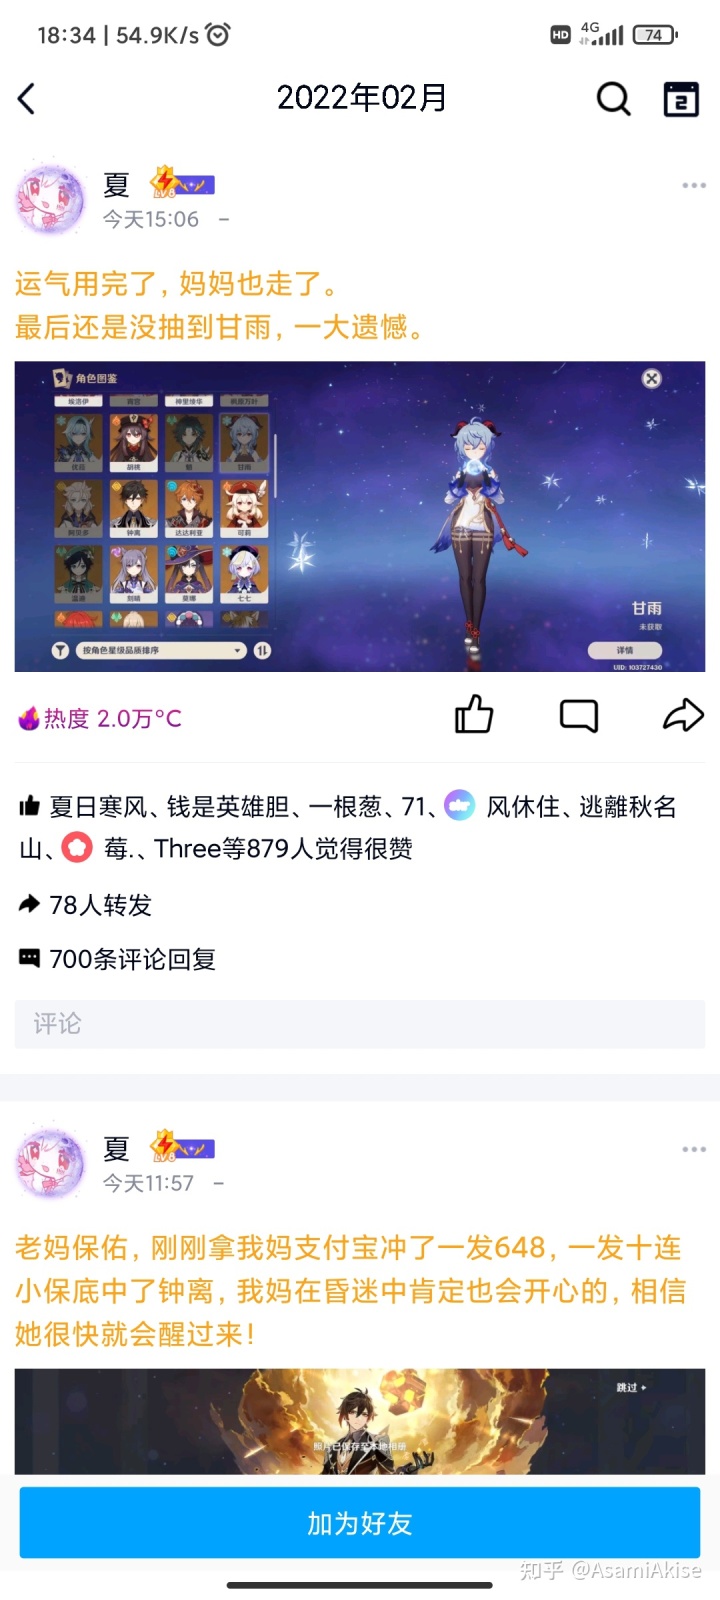 18:34 | 54.9K/s
HD 4G 74
2022年02月
2
夏 LV8
今天15:06 –
运气用完了, 妈妈也走了。
最后还是没抽到甘雨, 一大遗憾。
角色图鉴
埃洛伊 宵宫 神里绫华 枫原万叶
优菈 胡桃 魈 甘雨
阿贝多 钟离 达达利亚 可莉
温迪 刻晴 莫娜 七七
按角色星级品质排序
甘雨
未获取
详情
UID: 103727430
热度 2.0万°C
夏日寒风、钱是英雄胆、一根葱、71、 风休住、逃離秋名
山、 莓.、Three等879人觉得很赞
78人转发
700条评论回复
评论
夏 LV8
今天11:57 –
老妈保佑, 刚刚拿我妈支付宝冲了一发648, 一发十连
小保底中了钟离, 我妈在昏迷中肯定也会开心的, 相信
她很快就会醒过来!
跳过
照片已保存至本地相册
加为好友
知乎 @AsamiAkise